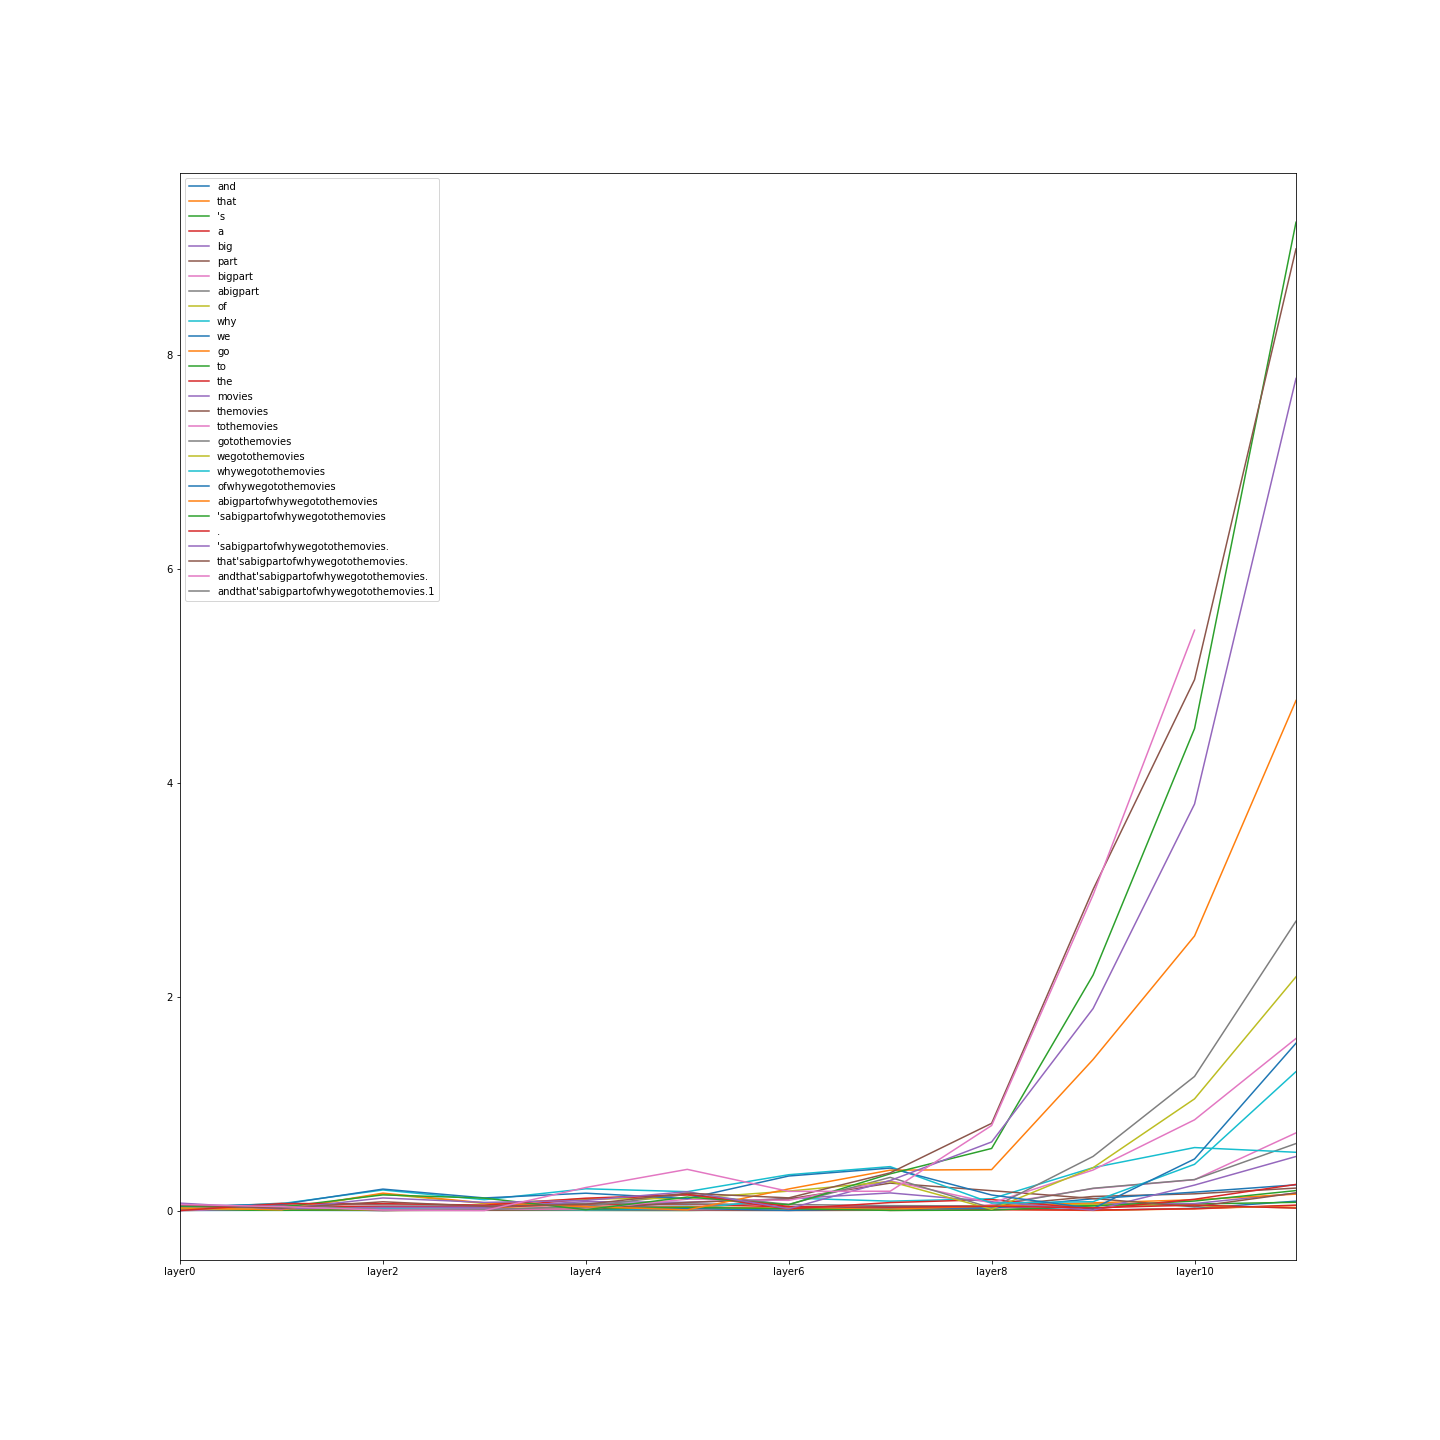 and
that
's
a
big
part
bigpart
abigpart
of
why
we
go
to
the
movies
themovies
tothemovies
gotothemovies
wegotothemovies
whywegotothemovies
ofwhywegotothemovies
abigpartofwhywegotothemovies
'sabigpartofwhywegotothemovies
.
'sabigpartofwhywegotothemovies.
that'sabigpartofwhywegotothemovies.
andthat'sabigpartofwhywegotothemovies.
andthat'sabigpartofwhywegotothemovies.1
8
6
4
2
0
layer0 layer2 layer4 layer6 layer8 layer10